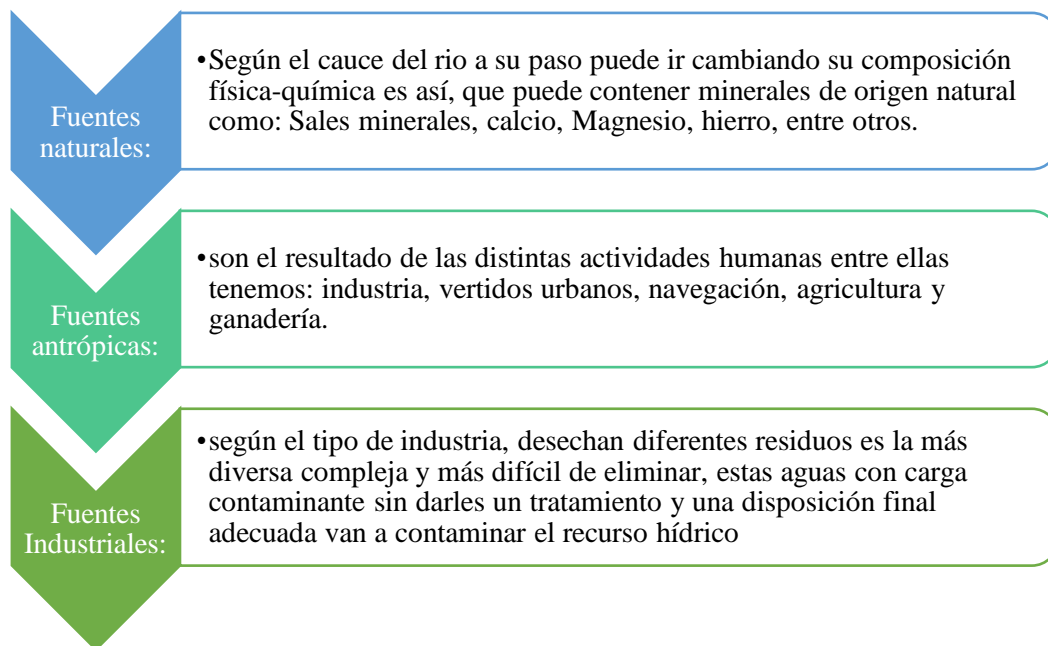 Fuentes
naturales:
•Según el cauce del rio a su paso puede ir cambiando su composición
física-química es así, que puede contener minerales de origen natural
como: Sales minerales, calcio, Magnesio, hierro, entre otros.
Fuentes
antrópicas:
•son el resultado de las distintas actividades humanas entre ellas
tenemos: industria, vertidos urbanos, navegación, agricultura y
ganadería.
Fuentes
Industriales:
•según el tipo de industria, desechan diferentes residuos es la más
diversa compleja y más difícil de eliminar, estas aguas con carga
contaminante sin darles un tratamiento y una disposición final
adecuada van a contaminar el recurso hídrico